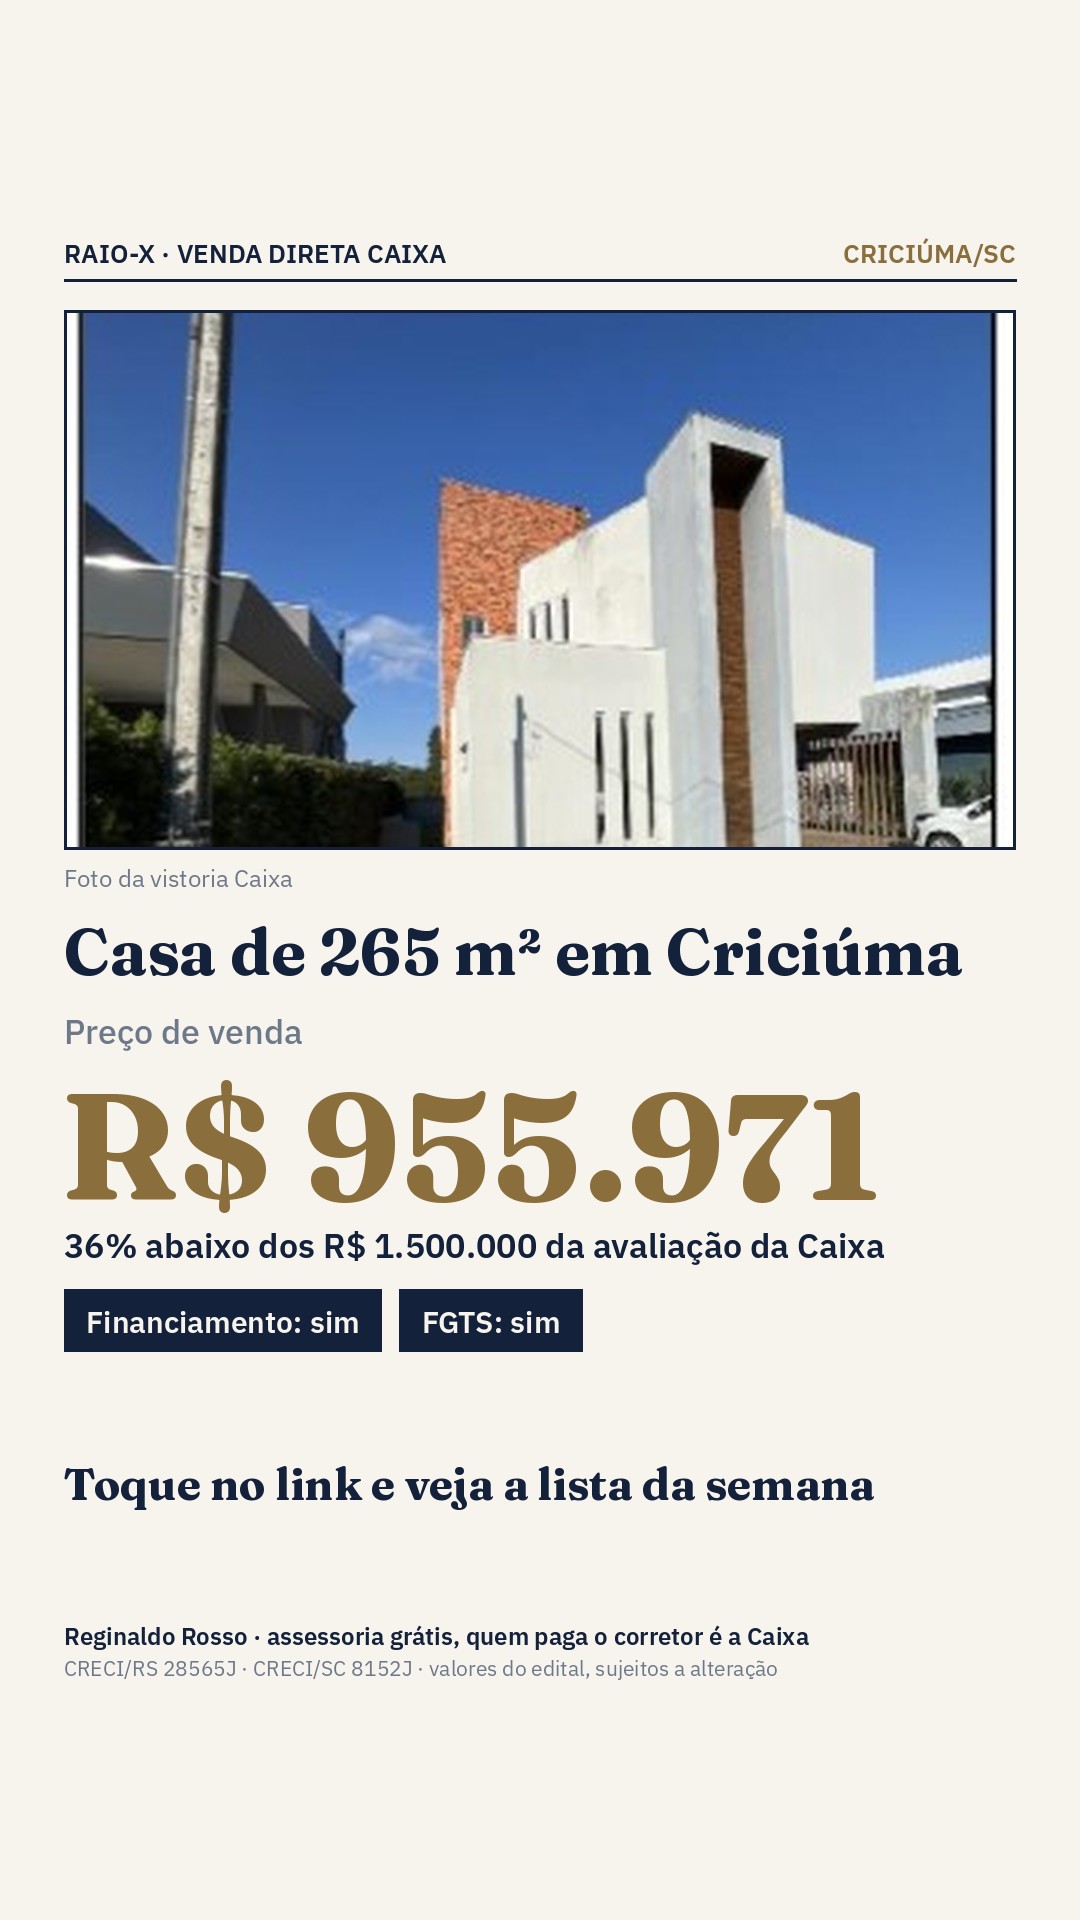 RAIO-X · VENDA DIRETA CAIXA
CRICIÚMA/SC
Foto da vistoria Caixa
Casa de 265 m² em Criciúma
Preço de venda
R$ 955.971
36% abaixo dos R$ 1.500.000 da avaliação da Caixa
Financiamento: sim
FGTS: sim
Toque no link e veja a lista da semana
Reginaldo Rosso · assessoria grátis, quem paga o corretor é a Caixa
CRECI/RS 28565J · CRECI/SC 8152J · valores do edital, sujeitos a alteração